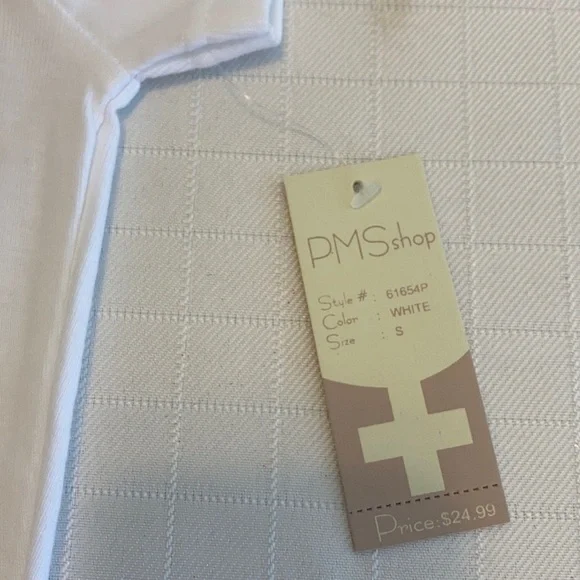 PMSshop
Style # : 61654P
Color : WHITE
Size : S
Price:$24.99